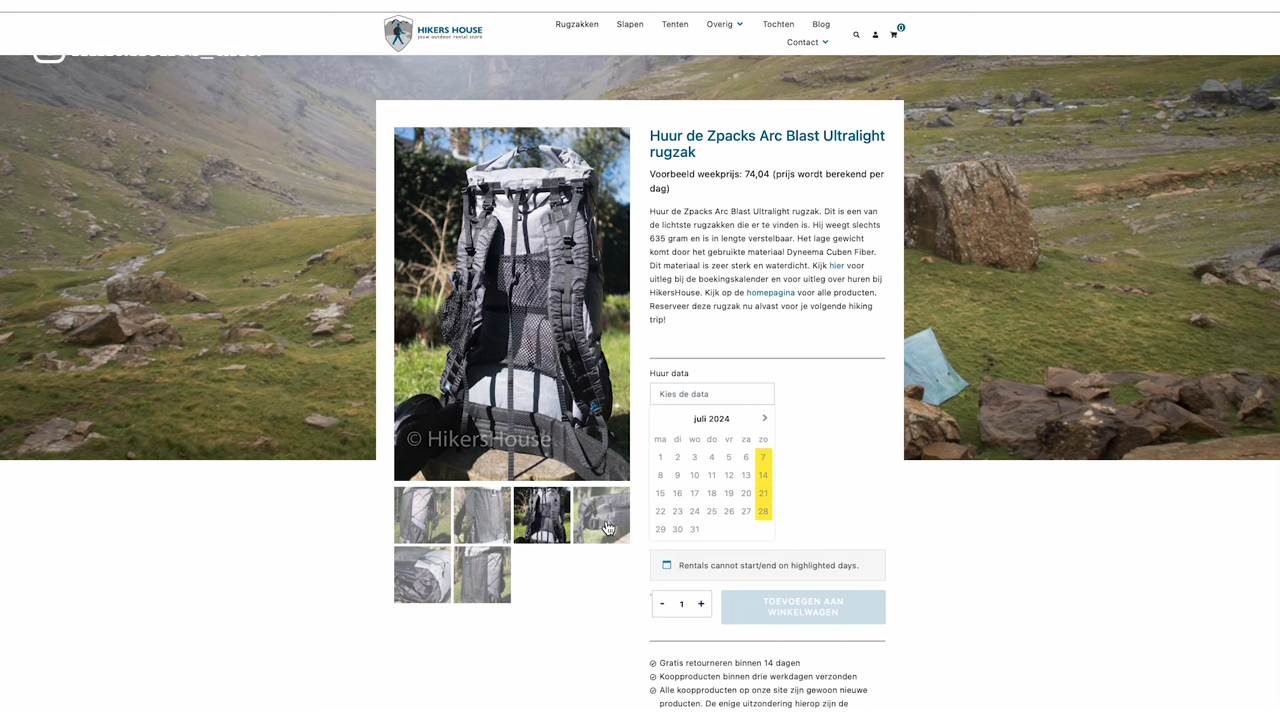 HIKERS HOUSE
jouw outdoor rental store
Rugzakken
Slapen
Tenten
Overig
Tochten
Blog
Contact
0
Huur de Zpacks Arc Blast Ultralight
rugzak
Voorbeeld weekprijs: 74,04 (prijs wordt berekend per
dag)
Huur de Zpacks Arc Blast Ultralight rugzak. Dit is een van
de lichtste rugzakken die er te vinden is. Hij weegt slechts
635 gram en is in lengte verstelbaar. Het lage gewicht
komt door het gebruikte materiaal Dyneema Cuben Fiber.
Dit materiaal is zeer sterk en waterdicht. Kijk hier voor
uitleg bij de boekingskalender en voor uitleg over huren bij
HikersHouse. Kijk op de homepagina voor alle producten.
Reserveer deze rugzak nu alvast voor je volgende hiking
trip!
© HikersHouse
Huur data
Kies de data
juli 2024
ma di wo do vr za zo
1 2 3 4 5 6 7
8 9 10 11 12 13 14
15 16 17 18 19 20 21
22 23 24 25 26 27 28
29 30 31
Rentals cannot start/end on highlighted days.
- 1 +
TOEVOEGEN AAN
WINKELWAGEN
Gratis retourneren binnen 14 dagen
Koopproducten binnen drie werkdagen verzonden
Alle koopproducten op onze site zijn gewoon nieuwe
producten. De enige uitzondering hierop zijn de